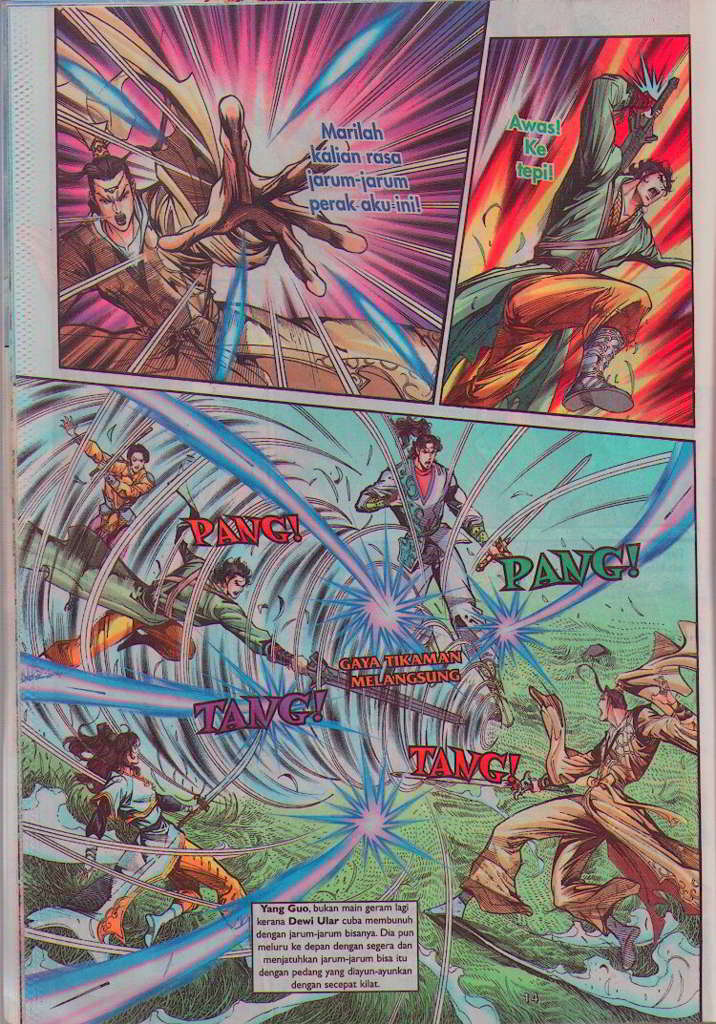 Marilah
kalian rasa
jarum-jarum
perak aku-ini!
Awas!
Ke
tepi!
PANG!
PANG!
GAYA TIKAMAN
MELANGSUNG
TANG!
TANG!
Yang Guo, bukan main geram lagi
kerana Dewi Ular cuba membunuh
dengan jarum-jarum bisanya. Dia pun
meluru ke depan dengan segera dan
menjatuhkan jarum-jarum bisa itu
dengan pedang yang diayun-ayunkan
dengan secepat kilat.
14